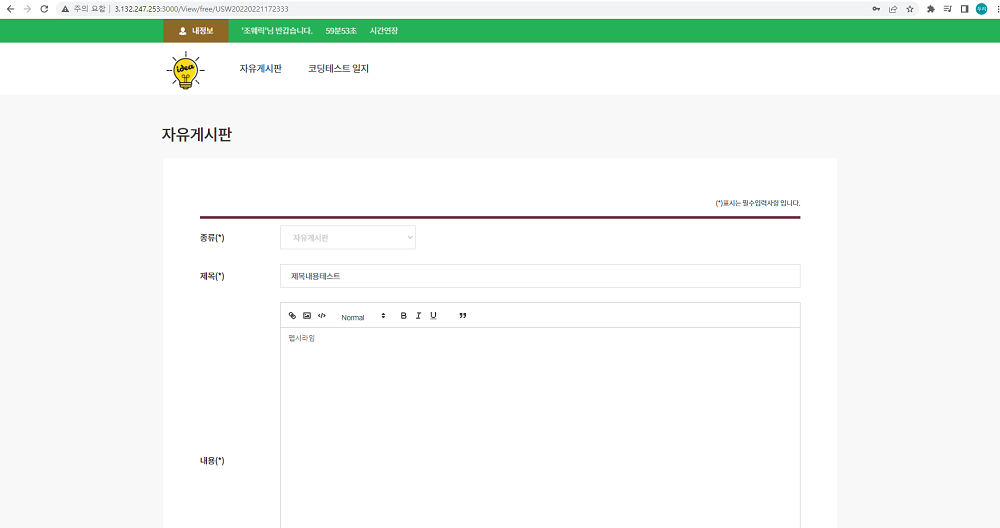 주의 요함 | 3.132.247.253:3000/View/free/USW20220221172333
내정보 '조웨릭'님 반갑습니다. 59분53초 시간연장
idea 자유게시판 코딩테스트 일지
자유게시판
(*)표시는 필수입력사항 입니다.
종류(*) 자유게시판
제목(*) 제목내용테스트
Normal B I U
펩시라임
내용(*)